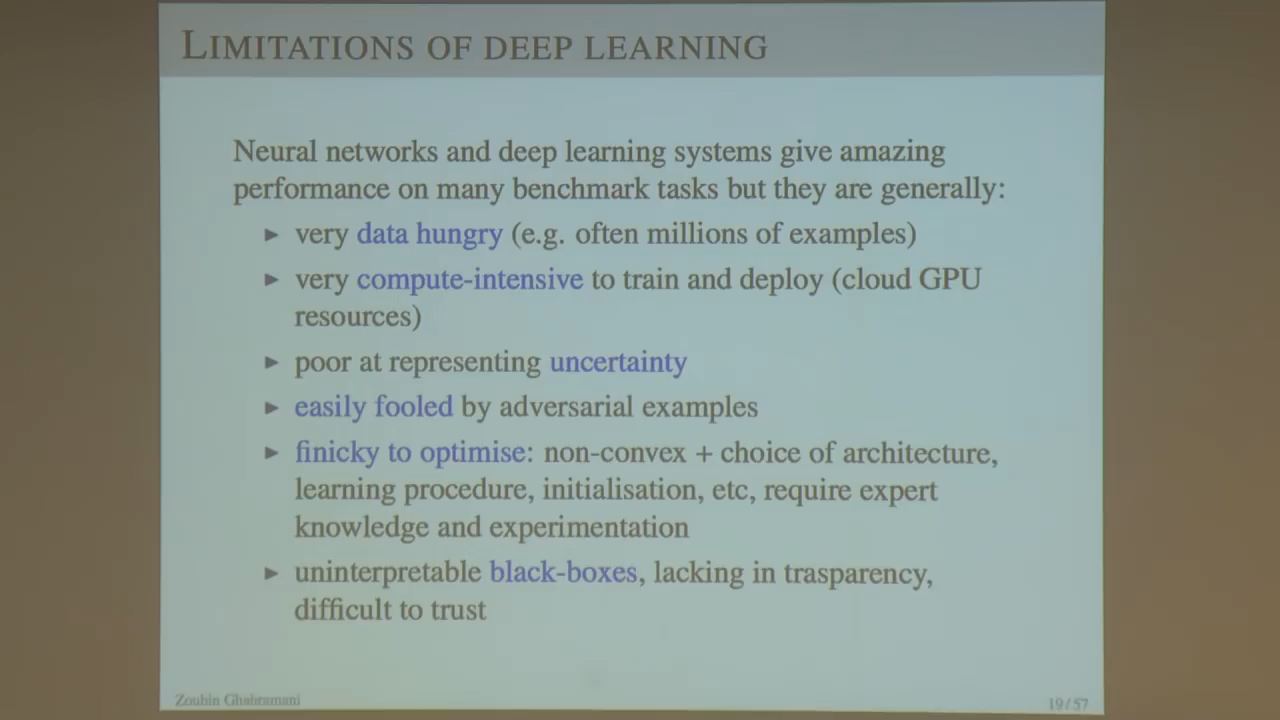 LIMITATIONS OF DEEP LEARNING
Neural networks and deep learning systems give amazing
performance on many benchmark tasks but they are generally:
► very data hungry (e.g. often millions of examples)
► very compute-intensive to train and deploy (cloud GPU
resources)
► poor at representing uncertainty
► easily fooled by adversarial examples
► finicky to optimise: non-convex + choice of architecture,
learning procedure, initialisation, etc, require expert
knowledge and experimentation
► uninterpretable black-boxes, lacking in trasparency,
difficult to trust
Zoubin Ghahramani
19 / 57